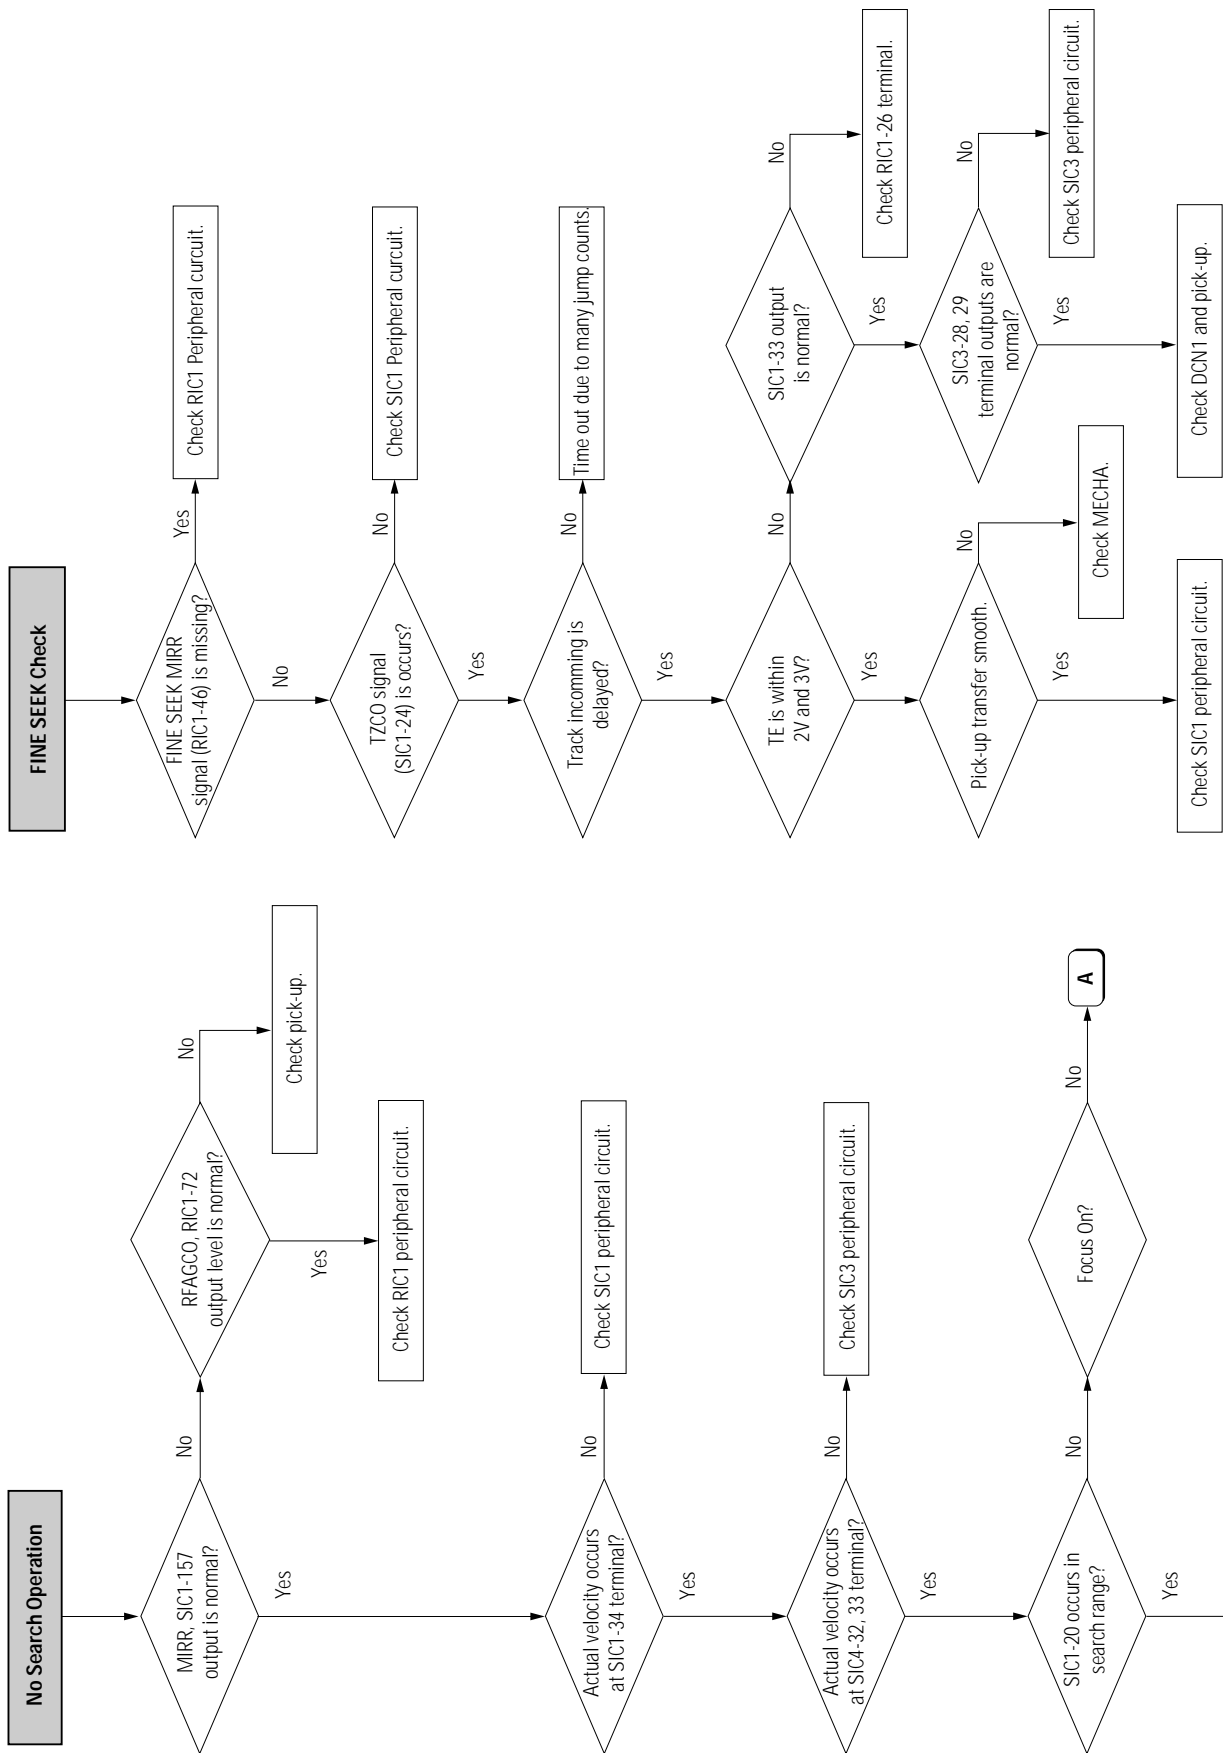 No Search Operation
MIRR, SIC1-157
output is normal?
No
RFAGCO, RIC1-72
output level is normal?
No
Check pick-up.
Yes
Check RIC1 peripheral circuit.
Yes
Actual velocity occurs
at SIC1-34 terminal?
No
Check SIC1 peripheral circuit.
Yes
Actual velocity occurs
at SIC4-32, 33 terminal?
No
Check SIC3 peripheral circuit.
Yes
SIC1-20 occurs in
search range?
No
Focus On?
No
A
Yes
FINE SEEK Check
FINE SEEK MIRR
signal (RIC1-46) is missing?
Yes
Check RIC1 Peripheral curcuit.
No
TZCO signal
(SIC1-24) is occurs?
No
Check SIC1 Peripheral curcuit.
Yes
Track incomming is
delayed?
No
Time out due to many jump counts.
Yes
TE is within
2V and 3V?
No
SIC1-33 output
is normal?
No
Check RIC1-26 terminal.
Yes
SIC3-28, 29
terminal outputs are
normal?
No
Check SIC3 peripheral circuit.
Yes
Check DCN1 and pick-up.
Yes
Pick-up transfer smooth.
No
Check MECHA.
Yes
Check SIC1 peripheral circuit.